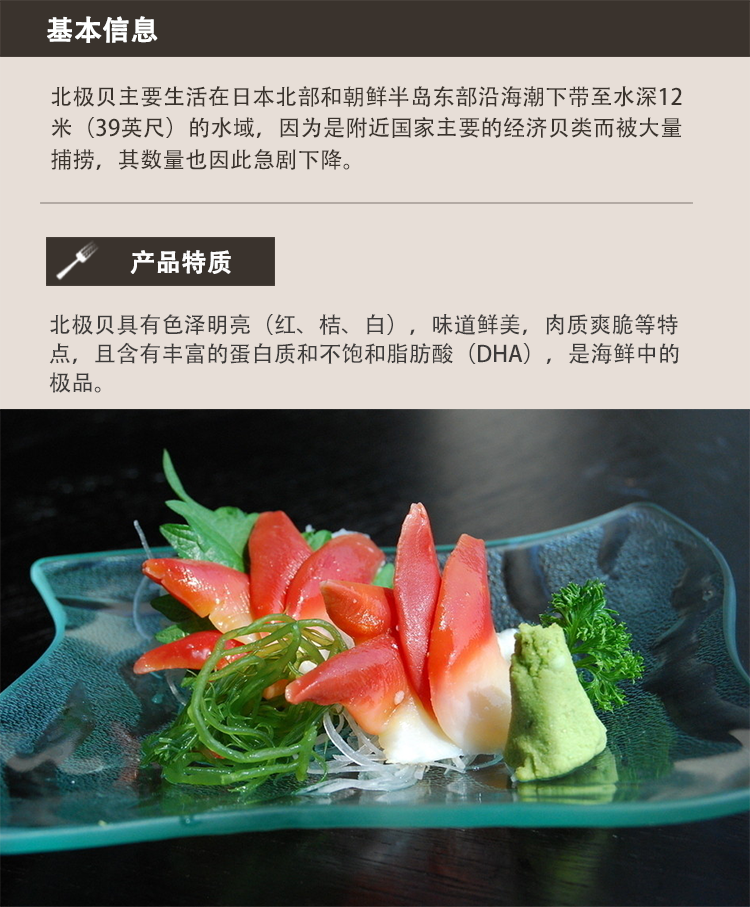 基本信息
北极贝主要生活在日本北部和朝鲜半岛东部沿海潮下带至水深12
米（39英尺）的水域，因为是附近国家主要的经济贝类而被大量
捕捞，其数量也因此急剧下降。
产品特质
北极贝具有色泽明亮（红、桔、白），味道鲜美，肉质爽脆等特
点，且含有丰富的蛋白质和不饱和脂肪酸（DHA），是海鲜中的
极品。